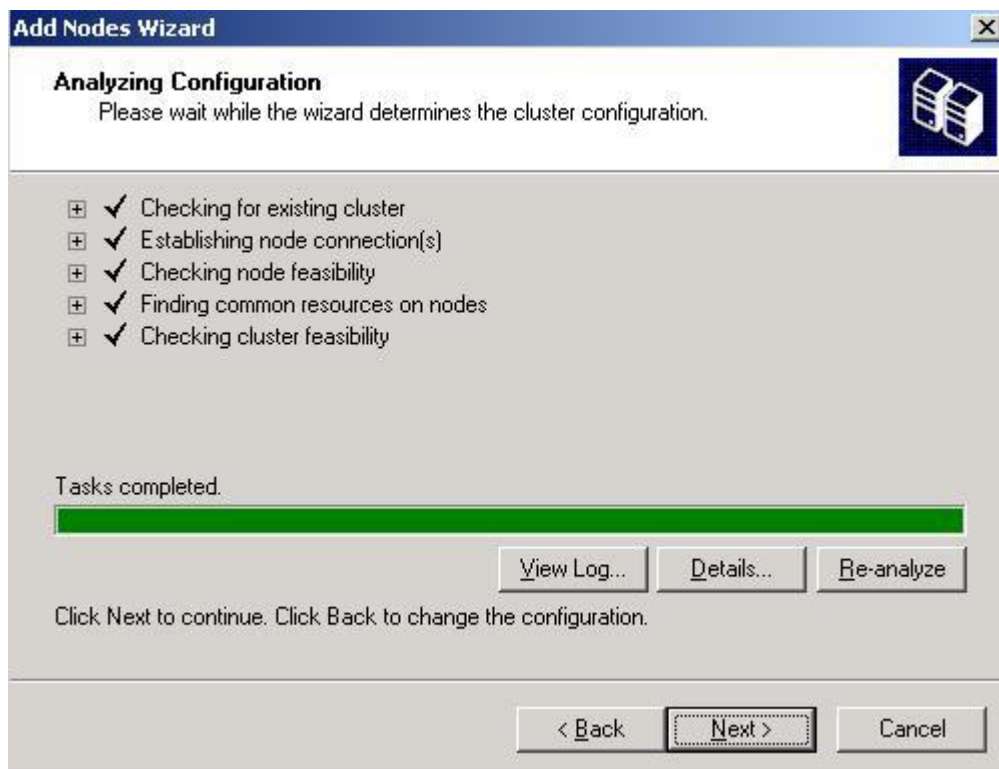 Add Nodes Wizard
Analyzing Configuration
Please wait while the wizard determines the cluster configuration.
Checking for existing cluster
Establishing node connection(s)
Checking node feasibility
Finding common resources on nodes
Checking cluster feasibility
Tasks completed.
View Log... Details... Re-analyze
Click Next to continue. Click Back to change the configuration.
< Back Next > Cancel